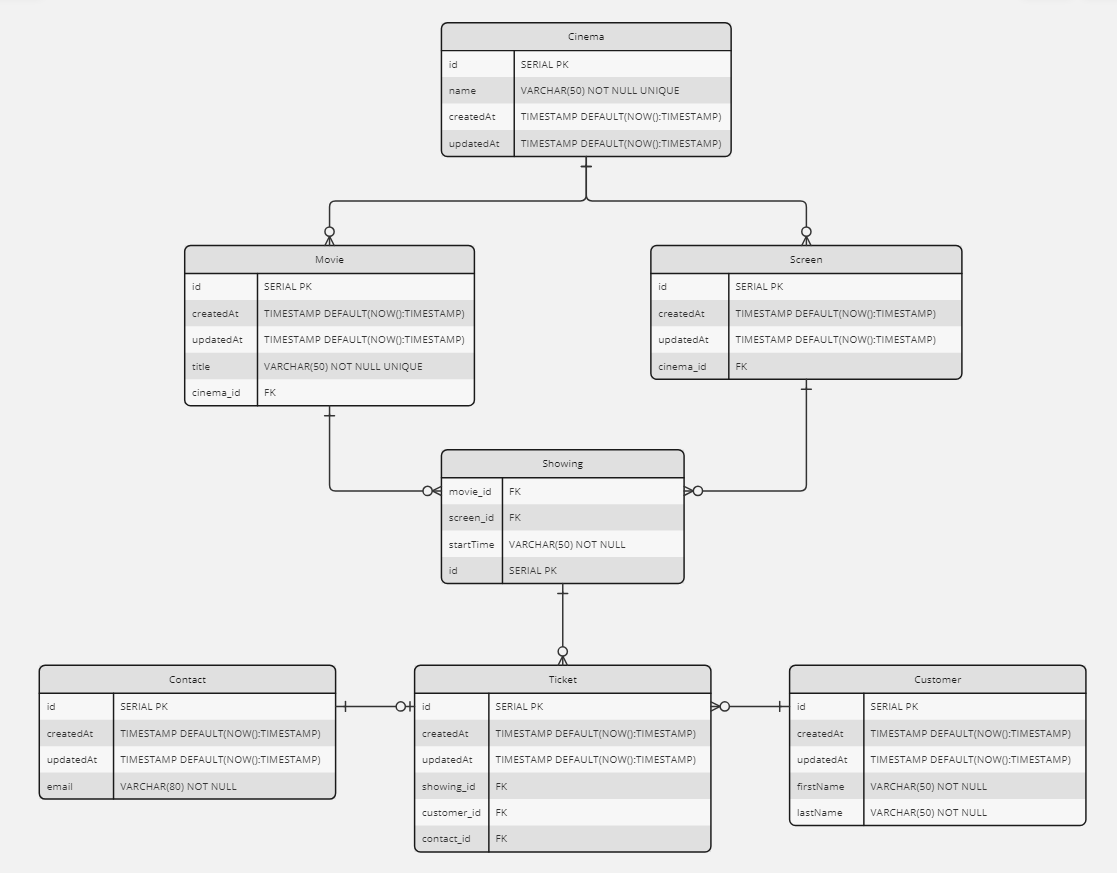 Cinema
id SERIAL PK
name VARCHAR(50) NOT NULL UNIQUE
createdAt TIMESTAMP DEFAULT(NOW():TIMESTAMP)
updatedAt TIMESTAMP DEFAULT(NOW():TIMESTAMP)
Movie
id SERIAL PK
createdAt TIMESTAMP DEFAULT(NOW():TIMESTAMP)
updatedAt TIMESTAMP DEFAULT(NOW():TIMESTAMP)
title VARCHAR(50) NOT NULL UNIQUE
cinema_id FK
Screen
id SERIAL PK
createdAt TIMESTAMP DEFAULT(NOW():TIMESTAMP)
updatedAt TIMESTAMP DEFAULT(NOW():TIMESTAMP)
cinema_id FK
Showing
movie_id FK
screen_id FK
startTime VARCHAR(50) NOT NULL
id SERIAL PK
Contact
id SERIAL PK
createdAt TIMESTAMP DEFAULT(NOW():TIMESTAMP)
updatedAt TIMESTAMP DEFAULT(NOW():TIMESTAMP)
email VARCHAR(80) NOT NULL
Ticket
id SERIAL PK
createdAt TIMESTAMP DEFAULT(NOW():TIMESTAMP)
updatedAt TIMESTAMP DEFAULT(NOW():TIMESTAMP)
showing_id FK
customer_id FK
contact_id FK
Customer
id SERIAL PK
createdAt TIMESTAMP DEFAULT(NOW():TIMESTAMP)
updatedAt TIMESTAMP DEFAULT(NOW():TIMESTAMP)
firstName VARCHAR(50) NOT NULL
lastName VARCHAR(50) NOT NULL